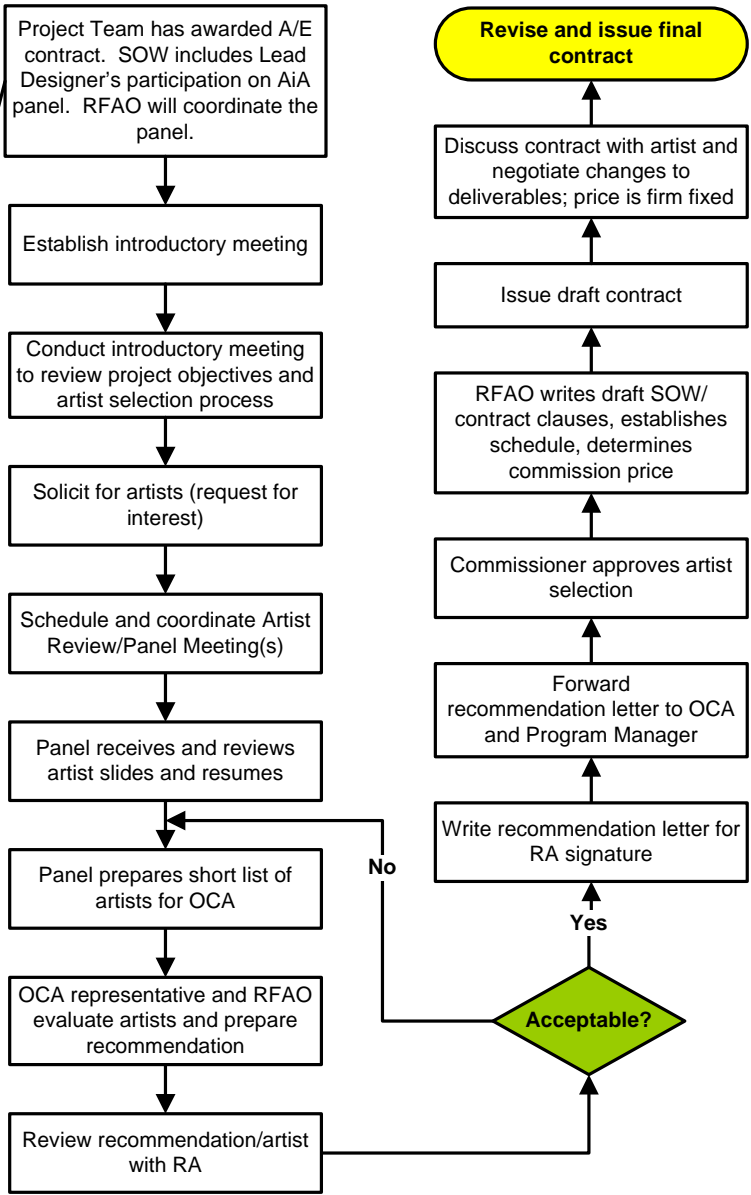 Project Team has awarded A/E
contract.  SOW includes Lead
Designer's participation on AiA
panel.  RFAO will coordinate the
panel.
Establish introductory meeting
Conduct introductory meeting
to review project objectives and
artist selection process
Solicit for artists (request for
interest)
Schedule and coordinate Artist
Review/Panel Meeting(s)
Panel receives and reviews
artist slides and resumes
Panel prepares short list of
artists for OCA
OCA representative and RFAO
evaluate artists and prepare
recommendation
Review recommendation/artist
with RA
Acceptable?
No
Yes
Write recommendation letter for
RA signature
Forward
recommendation letter to OCA
and Program Manager
Commissioner approves artist
selection
RFAO writes draft SOW/
contract clauses, establishes
schedule, determines
commission price
Issue draft contract
Discuss contract with artist and
negotiate changes to
deliverables; price is firm fixed
Revise and issue final
contract